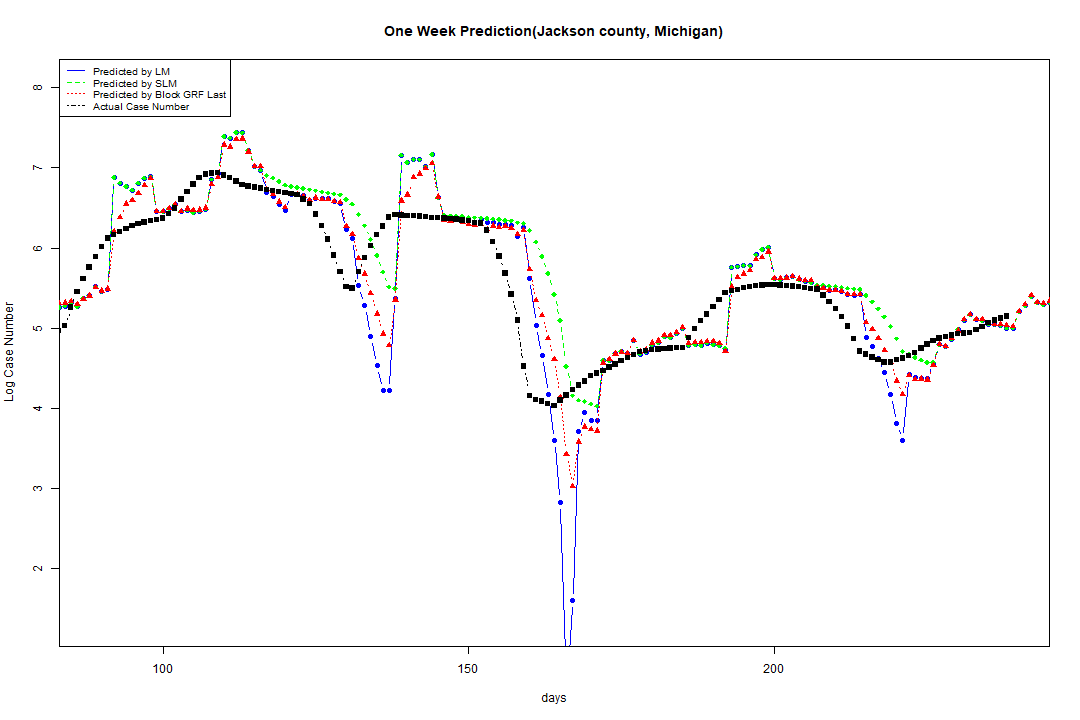 One Week Prediction(Jackson county, Michigan)
Predicted by LM
Predicted by SLM
Predicted by Block GRF Last
Actual Case Number
8
7
6
5
4
3
2
Log Case Number
100 150 200
days